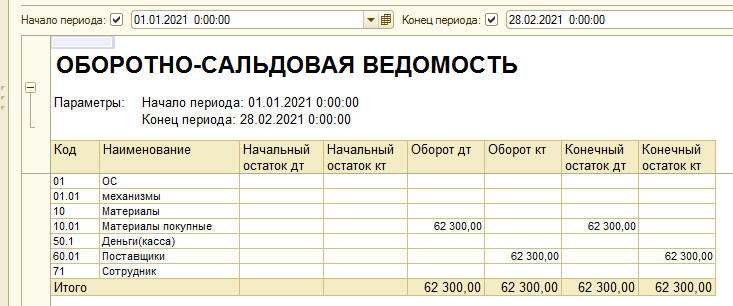 Начало периода: 01.01.2021 0:00:00 Конец периода: 28.02.2021 0:00:00
ОБОРОТНО-САЛЬДОВАЯ ВЕДОМОСТЬ
Параметры: Начало периода: 01.01.2021 0:00:00
Конец периода: 28.02.2021 0:00:00
Код Наименование Начальный Начальный Оборот дт Оборот кт Конечный Конечный
остаток дт остаток кт остаток дт остаток кт
01 ОС
01.01 механизмы
10 Материалы
10.01 Материалы покупные 62 300,00 62 300,00
50.1 Деньги(касса)
60.01 Поставщики 62 300,00 62 300,00
71 Сотрудник
Итого 62 300,00 62 300,00 62 300,00 62 300,00